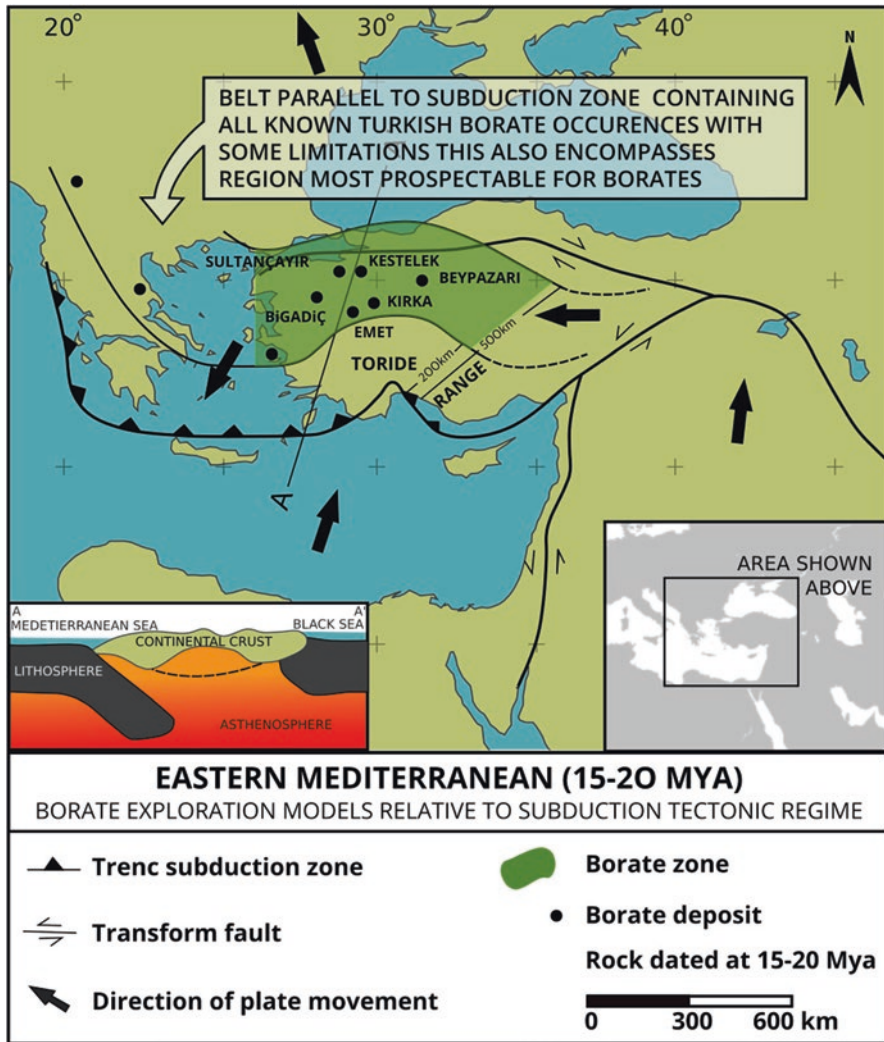 20° 30° 40°
N
BELT PARALLEL TO SUBDUCTION ZONE CONTAINING
ALL KNOWN TURKISH BORATE OCCURENCES WITH
SOME LIMITATIONS THIS ALSO ENCOMPASSES
REGION MOST PROSPECTABLE FOR BORATES
SULTANÇAYIR
KESTELEK
BEYPAZARI
BİGADİÇ
KIRKA
EMET
TORIDE
RANGE
200km
500km
A
AREA SHOWN
ABOVE
A A'
MEDETIERRANEAN SEA
BLACK SEA
CONTINENTAL CRUST
LITHOSPHERE
ASTHENOSPHERE
EASTERN MEDITERRANEAN (15-2O MYA)
BORATE EXPLORATION MODELS RELATIVE TO SUBDUCTION TECTONIC REGIME
Trenc subduction zone
Transform fault
Direction of plate movement
Borate zone
Borate deposit
Rock dated at 15-20 Mya
0 300 600 km